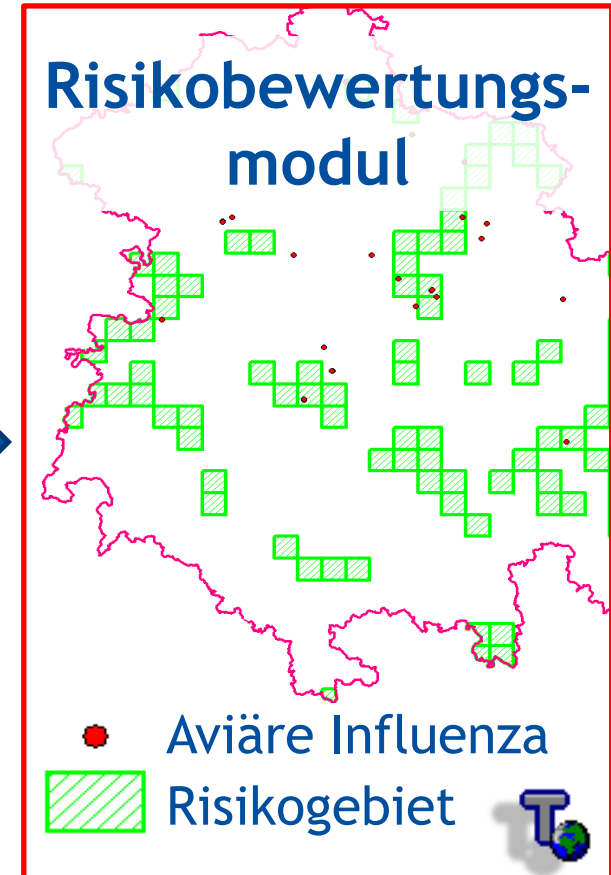 Risikobewertungs-
modul
Aviäre Influenza
Risikogebiet
T